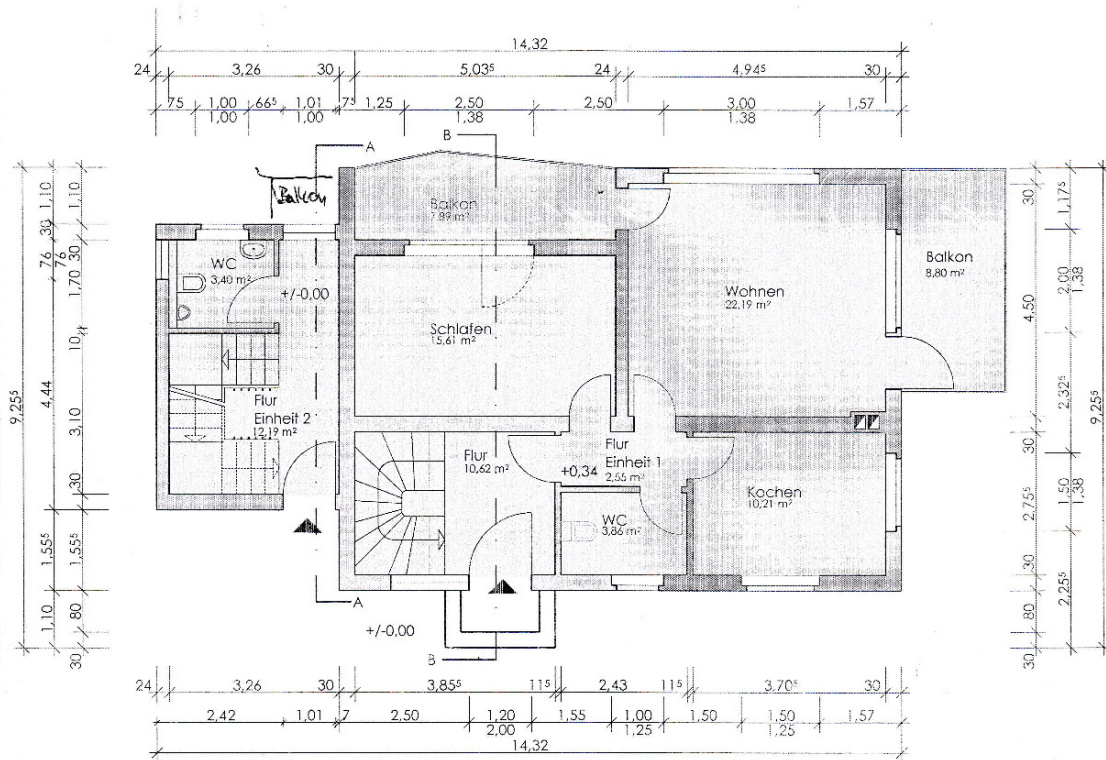 14,32
24 3,26 30 5,03⁵ 24 4,94⁵ 30
75 1,00 66⁵ 1,01 7⁵ 1,25 2,50 2,50 3,00 1,57
1,00 1,00 1,38 1,38
B
A
Balkon
Balkon
7,89 m²
WC
3,40 m²
+/-0,00
Schlafen
15,61 m²
Wohnen
22,19 m²
Balkon
8,80 m²
Flur
Einheit 2
12,19 m²
Flur
10,62 m²
Flur
Einheit 1
2,55 m²
+0,34
WC
3,86 m²
Kochen
10,21 m²
A
+/-0,00
B
9,25⁵
1,10
30
76
4,44
1,55⁵
1,10
1,10
30
76
1,70
10
3,10
30
1,55⁵
80
30
30
4,50
30
2,75⁵
30
80
30
1,17⁵
2,00
1,38
2,32⁵
1,50
1,38
2,25⁵
9,25⁵
24 3,26 30 3,85⁵ 11⁵ 2,43 11⁵ 3,70⁵ 30
2,42 1,01 7 2,50 1,20 1,55 1,00 1,50 1,50 1,57
2,00 1,25 1,25
14,32